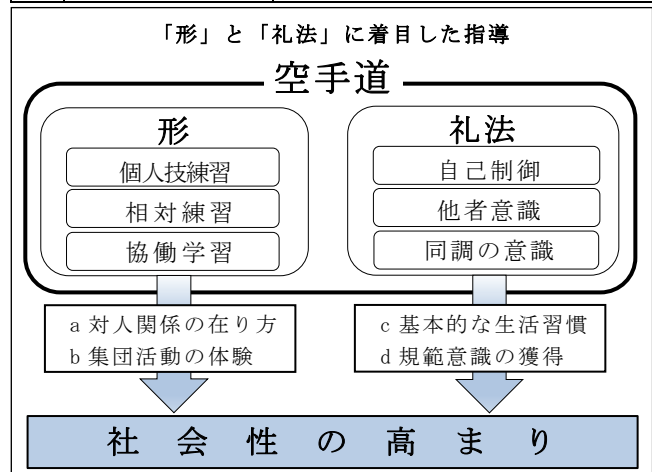 「形」と「礼法」に着目した指導
空手道
形
個人技練習
相対練習
協働学習
礼法
自己制御
他者意識
同調の意識
a 対人関係の在り方
b 集団活動の体験
c 基本的な生活習慣
d 規範意識の獲得
社会性の高まり